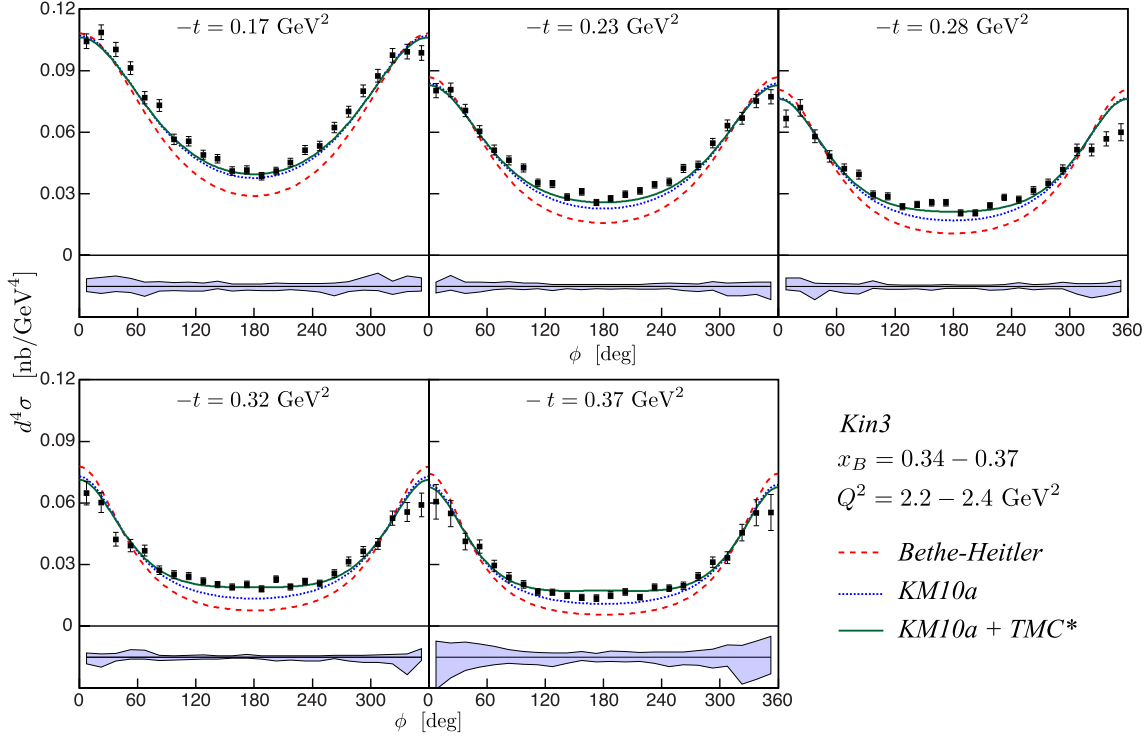 0.12
0.09
0.06
0.03
0
−t = 0.17 GeV²
−t = 0.23 GeV²
−t = 0.28 GeV²
0 60 120 180 240 300 0 60 120 180 240 300 0 60 120 180 240 300 360
φ [deg]
d⁴σ [nb/GeV⁴]
0.12
0.09
0.06
0.03
0
−t = 0.32 GeV²
−t = 0.37 GeV²
0 60 120 180 240 300 0 60 120 180 240 300 360
φ [deg]
Kin3
x_B = 0.34 − 0.37
Q² = 2.2 − 2.4 GeV²
Bethe-Heitler
KM10a
KM10a + TMC*